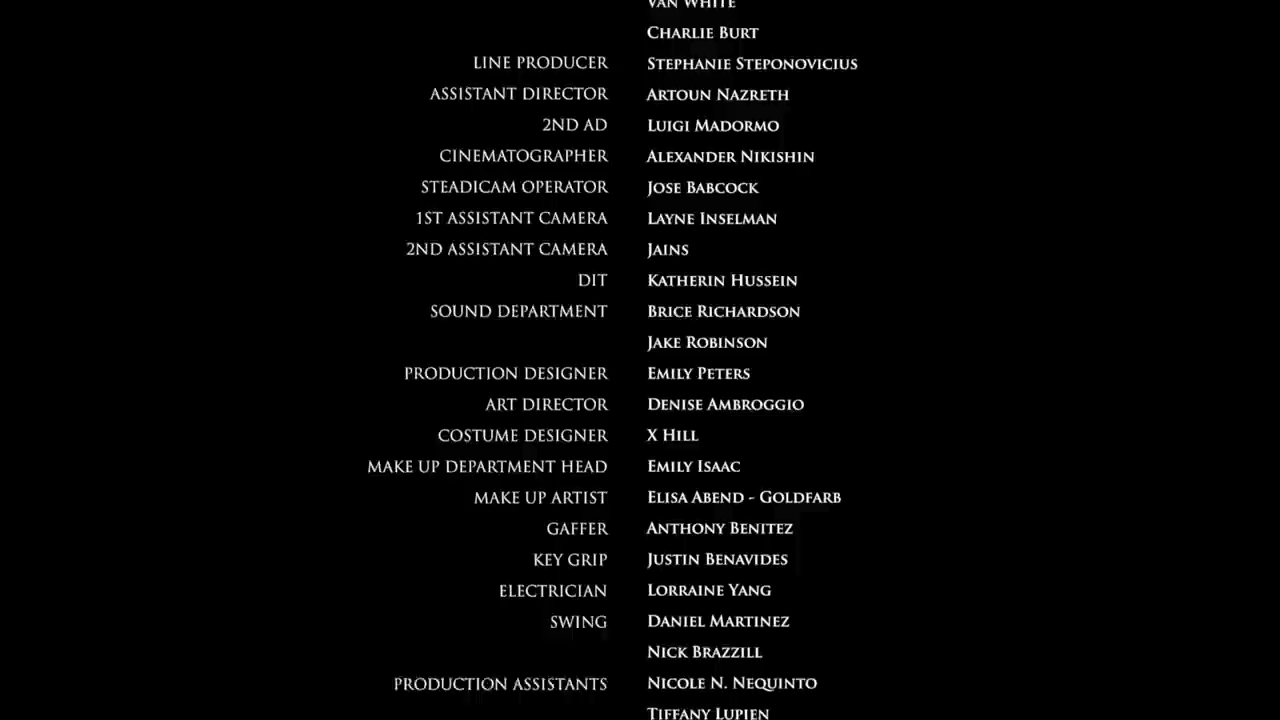 VAN WHITE
CHARLIE BURT
LINE PRODUCER STEPHANIE STEPONOVICIUS
ASSISTANT DIRECTOR ARTOUN NAZRETH
2ND AD LUIGI MADORMO
CINEMATOGRAPHER ALEXANDER NIKISHIN
STEADICAM OPERATOR JOSE BABCOCK
1ST ASSISTANT CAMERA LAYNE INSELMAN
2ND ASSISTANT CAMERA JAINS
DIT KATHERIN HUSSEIN
SOUND DEPARTMENT BRICE RICHARDSON
JAKE ROBINSON
PRODUCTION DESIGNER EMILY PETERS
ART DIRECTOR DENISE AMBROGGIO
COSTUME DESIGNER X HILL
MAKE UP DEPARTMENT HEAD EMILY ISAAC
MAKE UP ARTIST ELISA ABEND - GOLDFARB
GAFFER ANTHONY BENITEZ
KEY GRIP JUSTIN BENAVIDES
ELECTRICIAN LORRAINE YANG
SWING DANIEL MARTINEZ
NICK BRAZZILL
PRODUCTION ASSISTANTS NICOLE N. NEQUINTO
TIFFANY LUPIEN